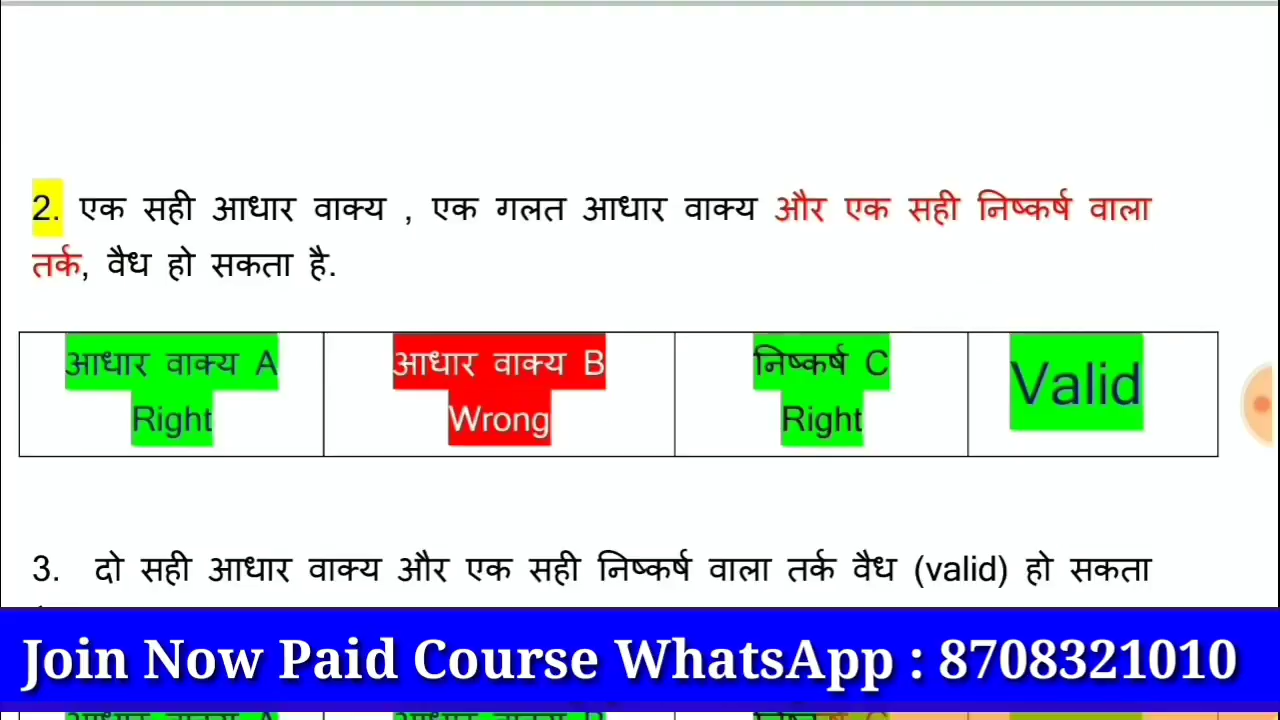 2. एक सही आधार वाक्य , एक गलत आधार वाक्य और एक सही निष्कर्ष वाला
तर्क, वैध हो सकता है.
आधार वाक्य A
Right
आधार वाक्य B
Wrong
निष्कर्ष C
Right
Valid
3. दो सही आधार वाक्य और एक सही निष्कर्ष वाला तर्क वैध (valid) हो सकता
Join Now Paid Course WhatsApp : 8708321010